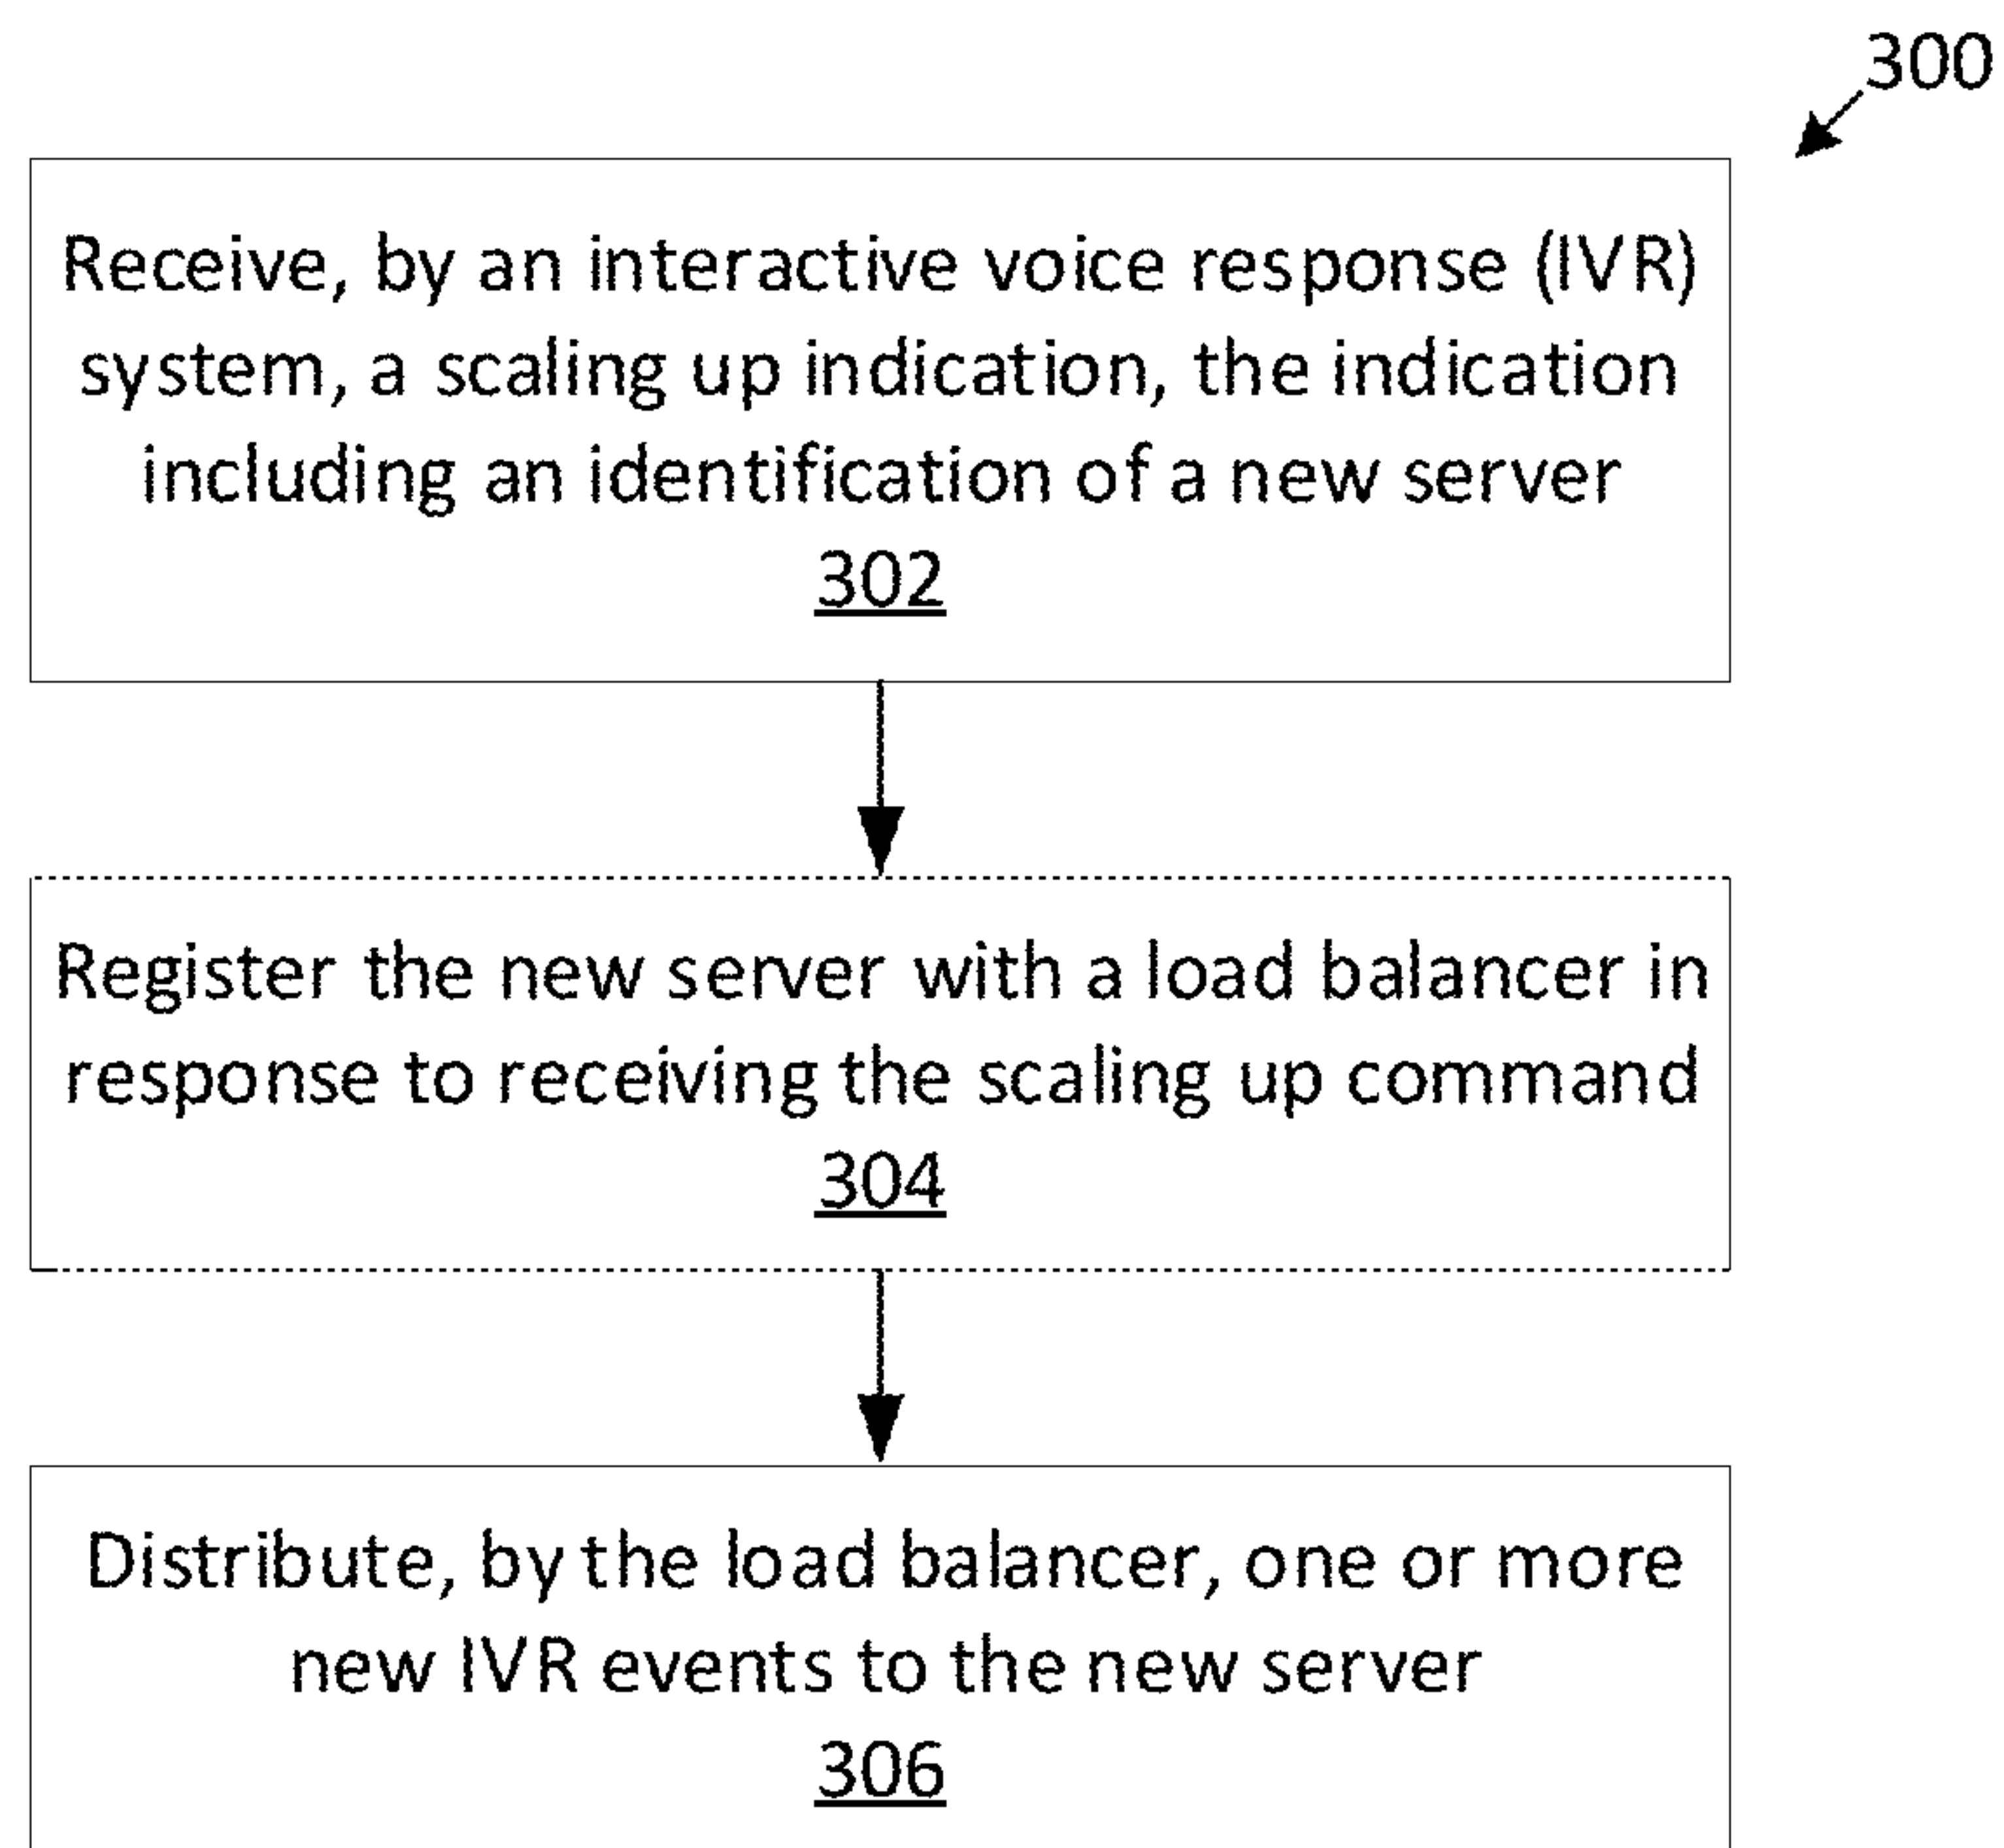 300
Receive, by an interactive voice response (IVR)
system, a scaling up indication, the indication
including an identification of a new server
302
Register the new server with a load balancer in
response to receiving the scaling up command
304
Distribute, by the load balancer, one or more
new IVR events to the new server
306